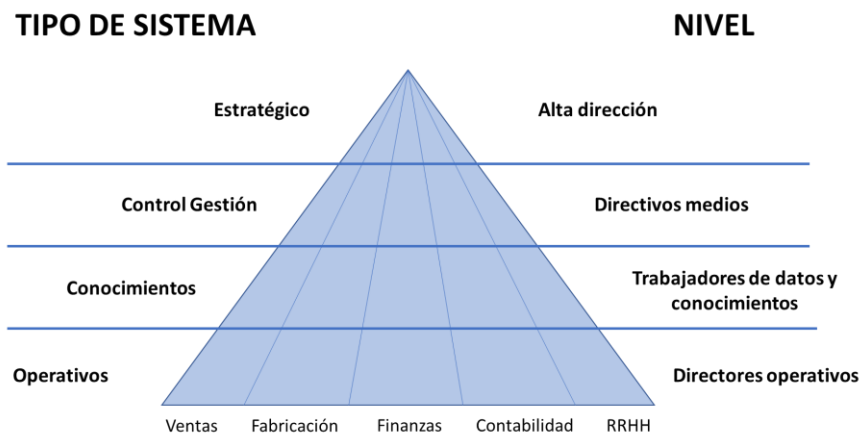 TIPO DE SISTEMA
NIVEL
Estratégico
Alta dirección
Control Gestión
Directivos medios
Conocimientos
Trabajadores de datos y
conocimientos
Operativos
Directores operativos
Ventas
Fabricación
Finanzas
Contabilidad
RRHH